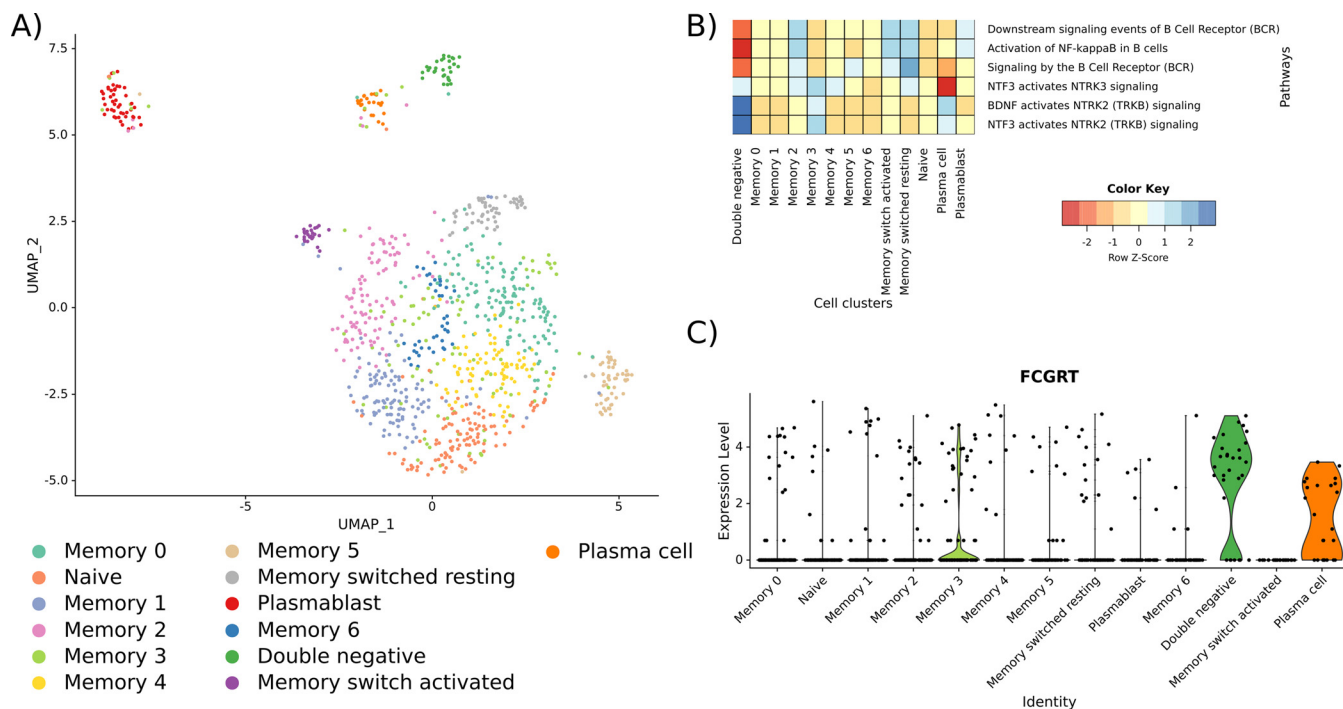 A)
7.5
5.0
2.5
0.0
-2.5
-5.0
UMAP_2
-5
0
5
UMAP_1
Memory 0
Naive
Memory 1
Memory 2
Memory 3
Memory 4
Memory 5
Memory switched resting
Plasmablast
Memory 6
Double negative
Memory switch activated
Plasma cell
B)
Downstream signaling events of B Cell Receptor (BCR)
Activation of NF-kappaB in B cells
Signaling by the B Cell Receptor (BCR)
NTF3 activates NTRK3 signaling
BDNF activates NTRK2 (TRKB) signaling
NTF3 activates NTRK2 (TRKB) signaling
Pathways
Double negative
Memory 0
Memory 1
Memory 2
Memory 3
Memory 4
Memory 5
Memory 6
Memory switch activated
Memory switched resting
Naive
Plasma cell
Plasmablast
Cell clusters
Color Key
-2 -1 0 1 2
Row Z-Score
C)
FCGRT
Expression Level
4
2
0
Memory 0
Naive
Memory 1
Memory 2
Memory 3
Memory 4
Memory 5
Memory switched resting
Plasmablast
Memory 6
Double negative
Memory switch activated
Plasma cell
Identity